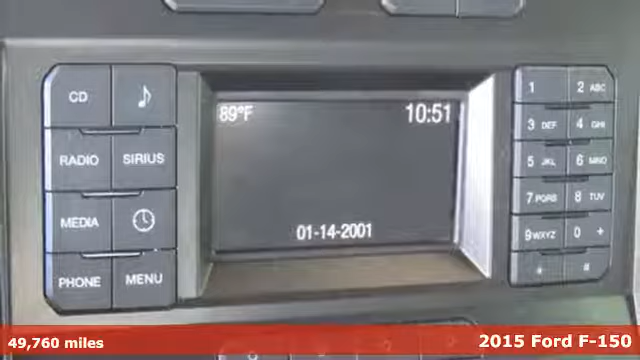 CD
RADIO SIRIUS
MEDIA
PHONE MENU
89°F 10:51
01-14-2001
1 2 ABC
3 DEF 4 GHI
5 JKL 6 MNO
7 PQRS 8 TUV
9 WXYZ 0 +
* #
49,760 miles 2015 Ford F-150